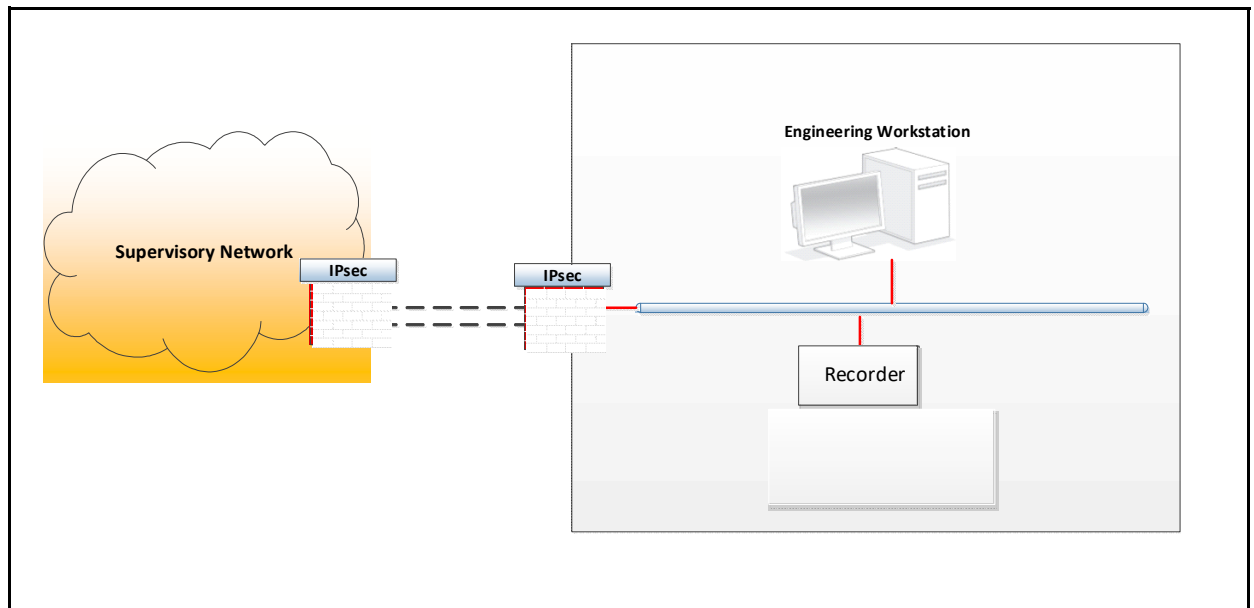 Engineering Workstation
Supervisory Network
IPsec
IPsec
Recorder